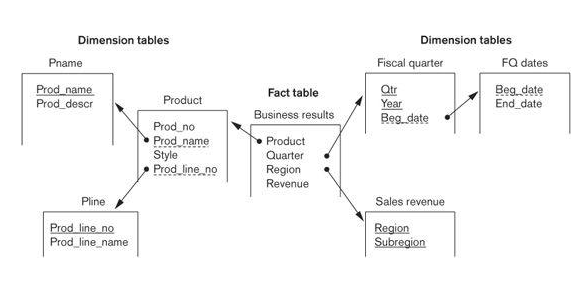 Dimension tables
Pname
Prod_name
Prod_descr
Product
Prod_no
Prod_name
Style
Prod_line_no
Pline
Prod_line_no
Prod_line_name
Fact table
Business results
Product
Quarter
Region
Revenue
Dimension tables
Fiscal quarter
Qtr
Year
Beg_date
FQ dates
Beg_date
End_date
Sales revenue
Region
Subregion